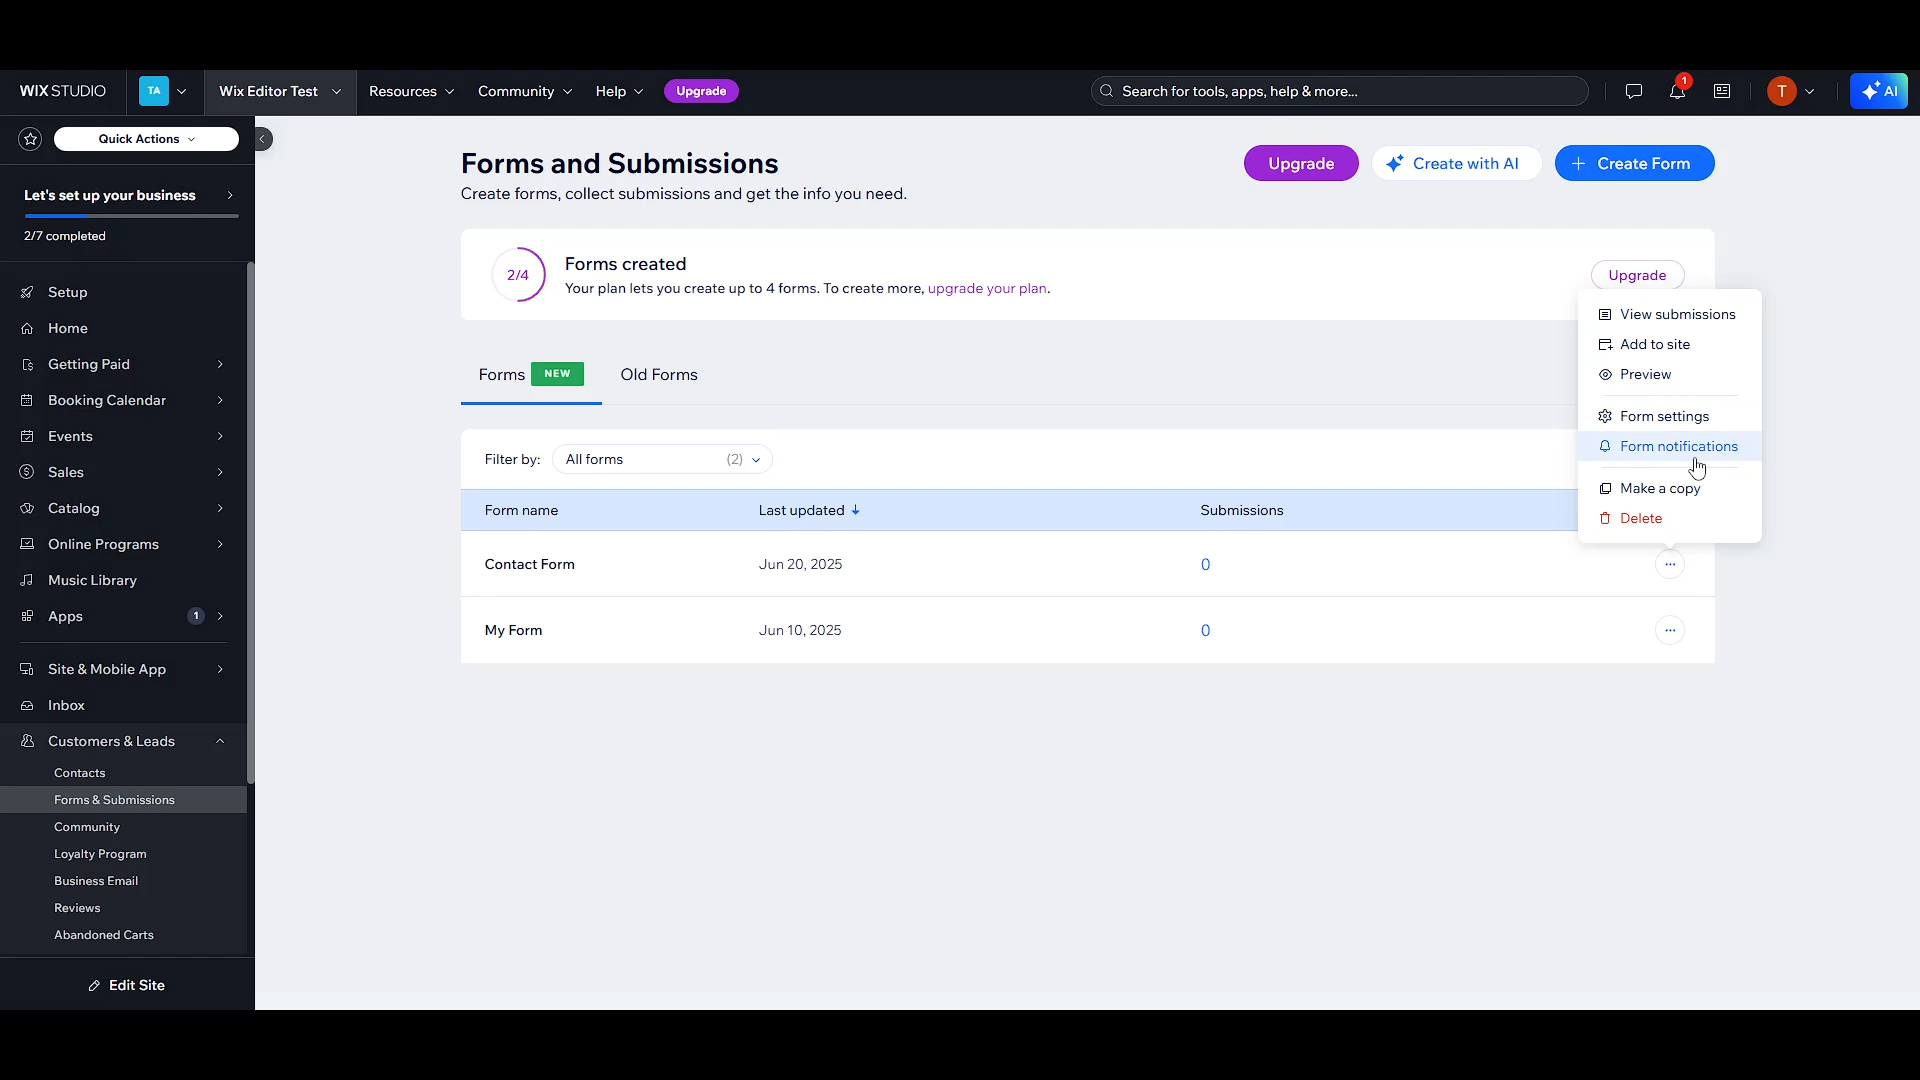 WIX STUDIO
TA
Wix Editor Test
Resources
Community
Help
Upgrade
Search for tools, apps, help & more...
1
T
AI
Quick Actions
Let's set up your business
2/7 completed
Setup
Home
Getting Paid
Booking Calendar
Events
Sales
Catalog
Online Programs
Music Library
Apps
1
Site & Mobile App
Inbox
Customers & Leads
Contacts
Forms & Submissions
Community
Loyalty Program
Business Email
Reviews
Abandoned Carts
Edit Site
Forms and Submissions
Create forms, collect submissions and get the info you need.
Upgrade
Create with AI
+ Create Form
2/4
Forms created
Your plan lets you create up to 4 forms. To create more, upgrade your plan.
Upgrade
Forms NEW
Old Forms
View submissions
Add to site
Preview
Form settings
Form notifications
Make a copy
Delete
Filter by: All forms (2)
Form name Last updated Submissions
Contact Form Jun 20, 2025 0
My Form Jun 10, 2025 0